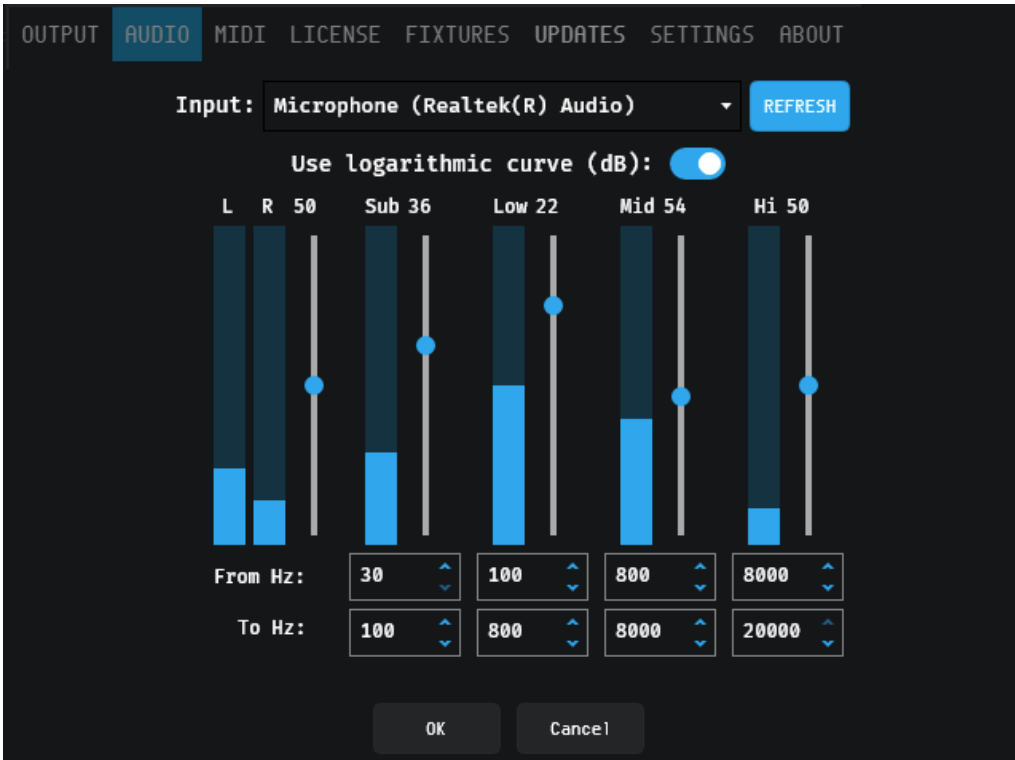 OUTPUT AUDIO MIDI LICENSE FIXTURES UPDATES SETTINGS ABOUT
Input: Microphone (Realtek(R) Audio) REFRESH
Use logarithmic curve (dB):
L R 50 Sub 36 Low 22 Mid 54 Hi 50
From Hz: 30 100 800 8000
To Hz: 100 800 8000 20000
OK Cancel